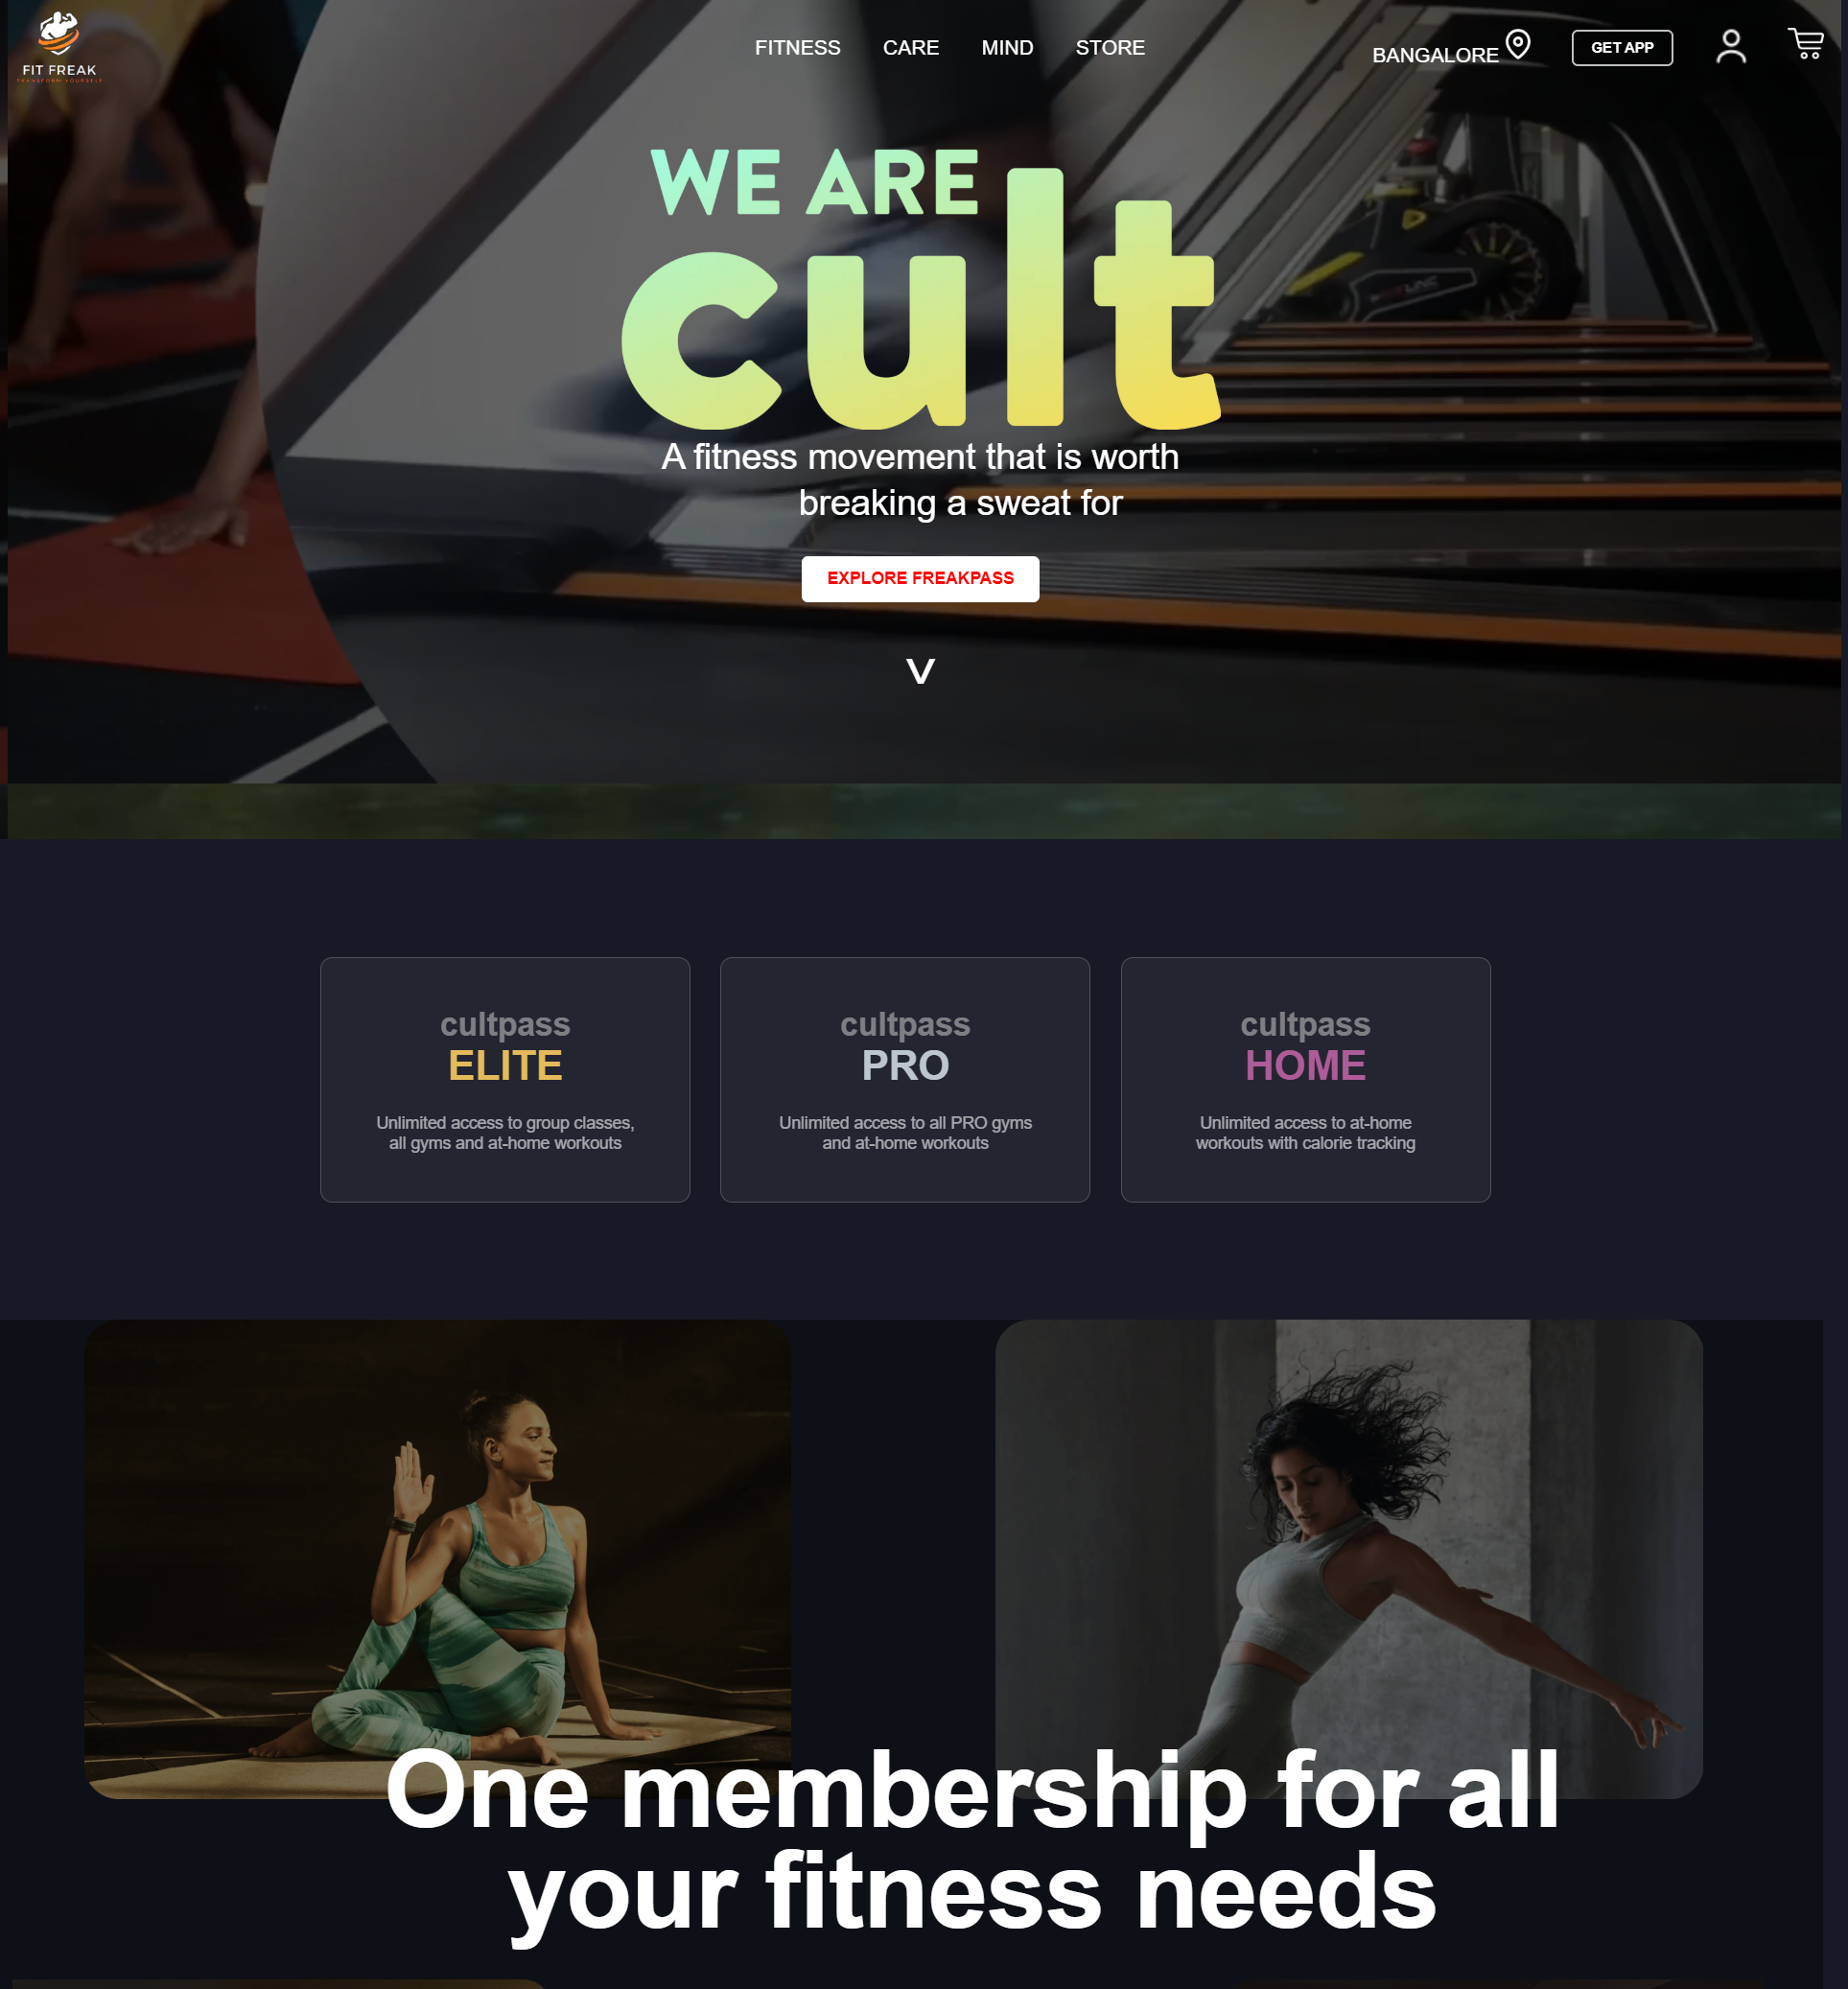 FIT FREAK
TRANSFORM YOURSELF
FITNESS CARE MIND STORE
BANGALORE
GET APP
WE ARE
cult
A fitness movement that is worth
breaking a sweat for
EXPLORE FREAKPASS
V
cultpass
ELITE
Unlimited access to group classes,
all gyms and at-home workouts
cultpass
PRO
Unlimited access to all PRO gyms
and at-home workouts
cultpass
HOME
Unlimited access to at-home
workouts with calorie tracking
One membership for all
your fitness needs